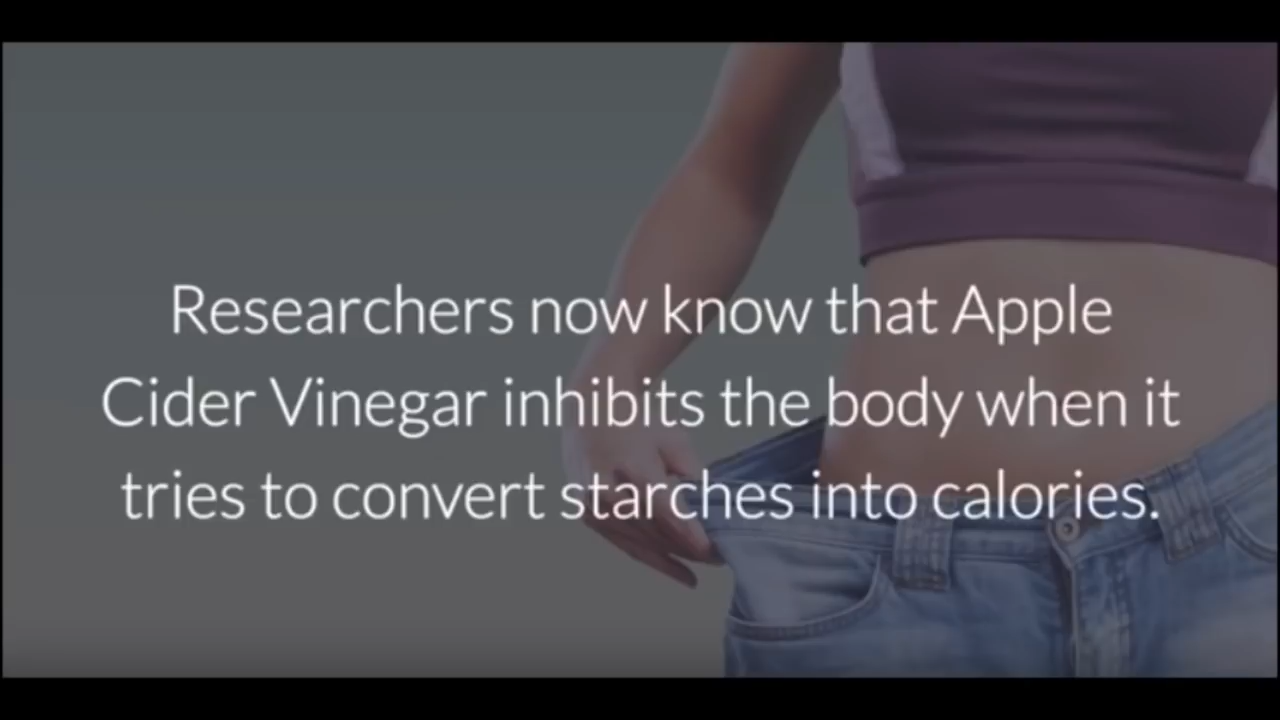 Researchers now know that Apple
Cider Vinegar inhibits the body when it
tries to convert starches into calories.